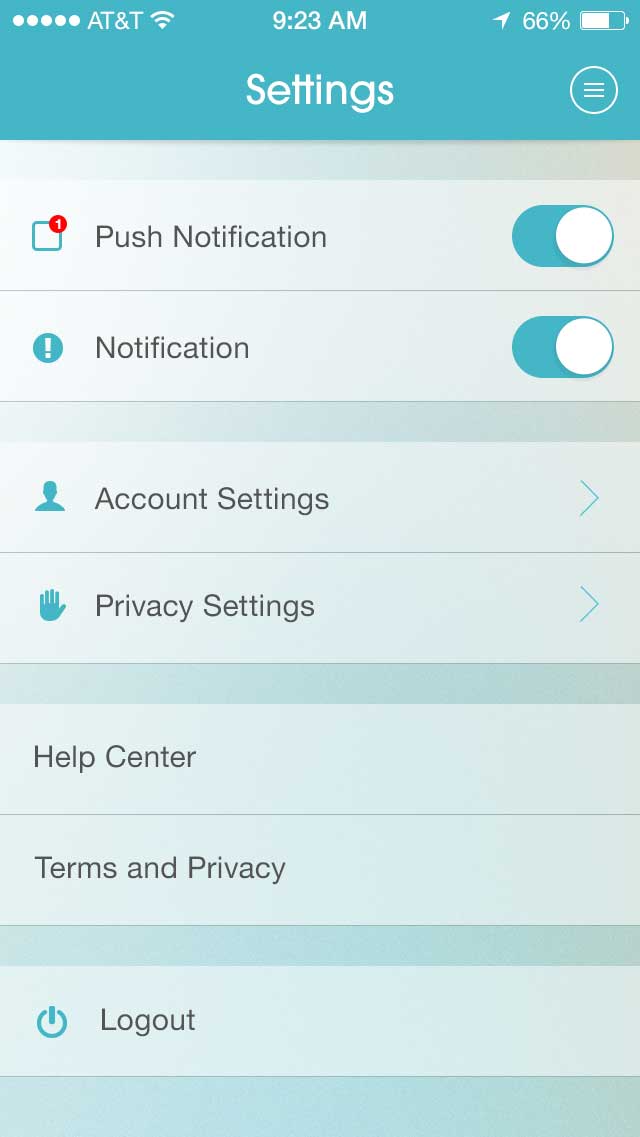 AT&T 9:23 AM 66%
Settings
1
Push Notification
Notification
Account Settings
Privacy Settings
Help Center
Terms and Privacy
Logout